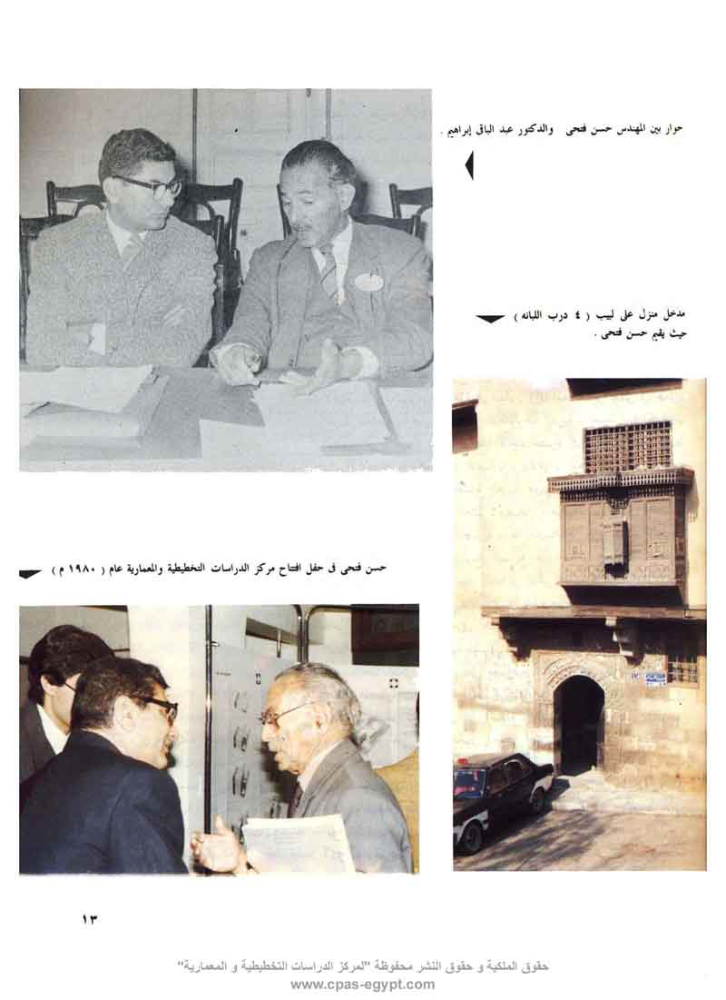 حوار بين المهندس حسن فتحى والدكتور عبد الباقى إبراهيم .
مدخل منزل على لبيب ( ٤ درب اللبانه )
حيث يقيم حسن فتحى .
حسن فتحى فى حفل افتتاح مركز الدراسات التخطيطية والمعمارية عام ( ١٩٨٠ م )
١٣
حقوق الملكية و حقوق النشر محفوظة "لمركز الدراسات التخطيطية و المعمارية"
www.cpas-egypt.com